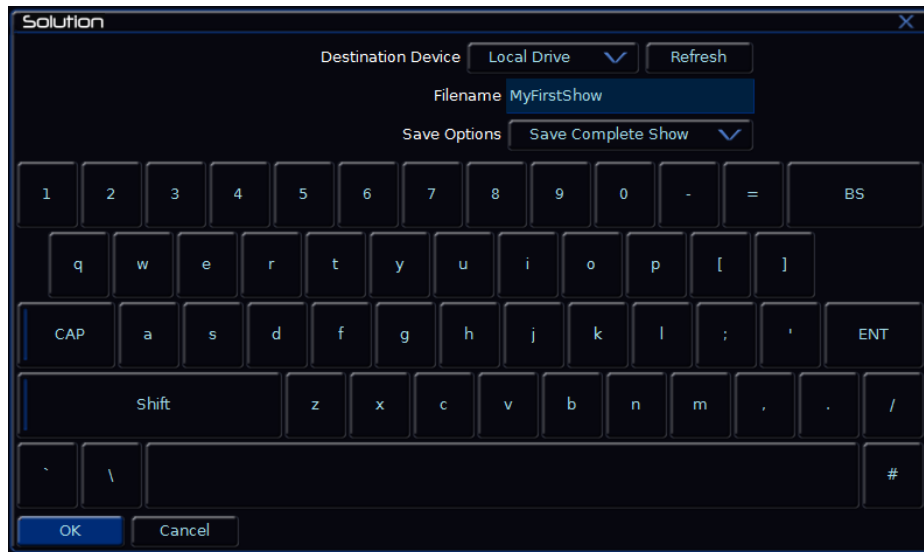 Solution X
Destination Device Local Drive Refresh
Filename MyFirstShow
Save Options Save Complete Show
1 2 3 4 5 6 7 8 9 0 - = BS
q w e r t y u i o p [ ]
CAP a s d f g h j k l ; ' ENT
Shift z x c v b n m , . /
` \ #
OK Cancel